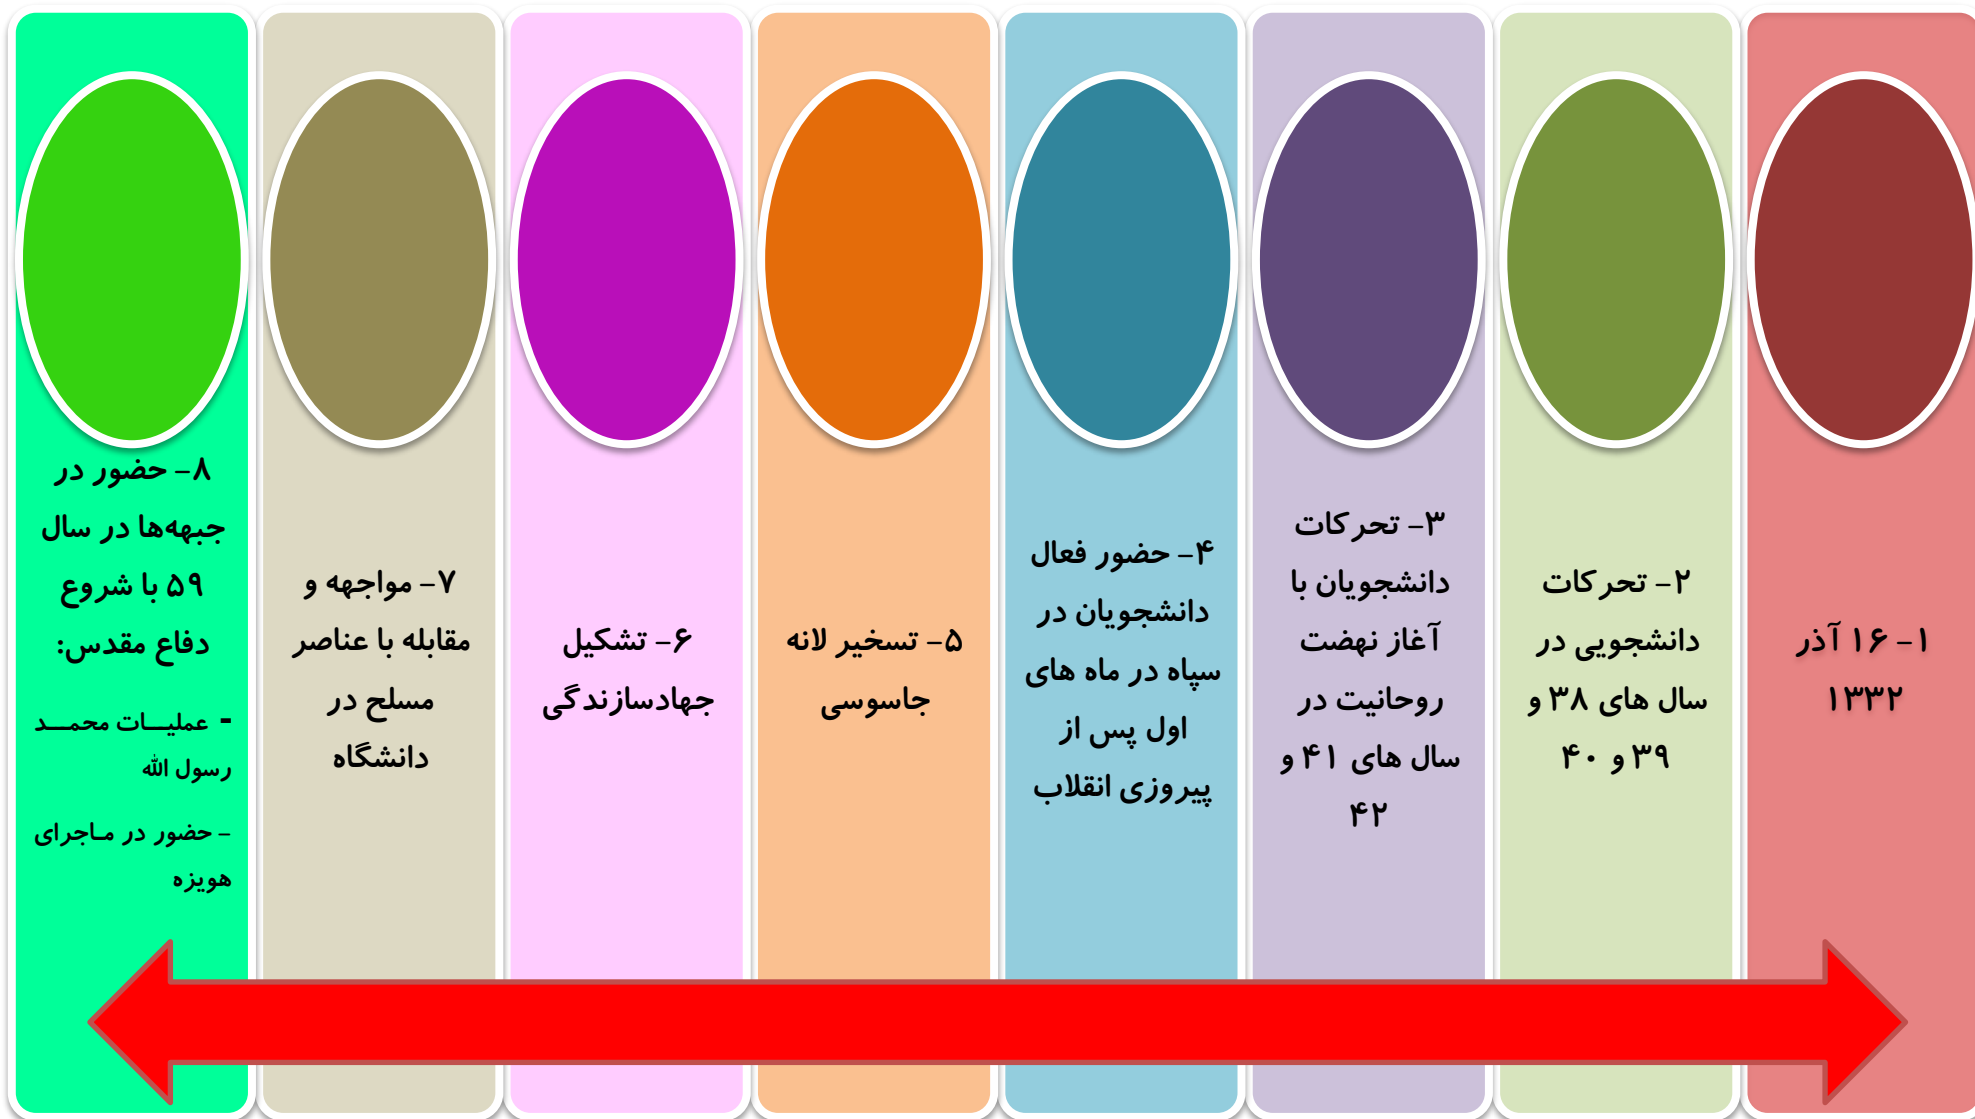 ۱- ۱۶ آذر
۱۳۳۲
۲- تحرکات
دانشجویی در
سال های ۳۸ و
۳۹ و ۴۰
۳- تحرکات
دانشجویان با
آغاز نهضت
روحانیت در
سال های ۴۱ و
۴۲
۴- حضور فعال
دانشجویان در
سپاه در ماه های
اول پس از
پیروزی انقلاب
۵- تسخیر لانه
جاسوسی
۶- تشکیل
جهادسازندگی
۷- مواجهه و
مقابله با عناصر
مسلح در
دانشگاه
۸- حضور در
جبهه‌ها در سال
۵۹ با شروع
دفاع مقدس:
- عملیات محمد
رسول الله
- حضور در ماجرای
هویزه